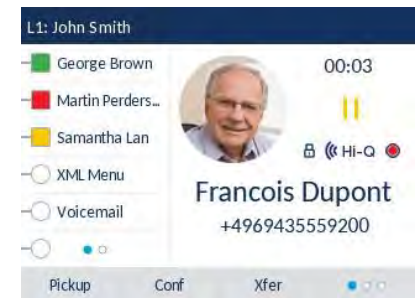 L1: John Smith
George Brown
00:03
Martin Perders...
Samantha Lan
Hi-Q
XML Menu
Francois Dupont
Voicemail
+4969435559200
Pickup Conf Xfer